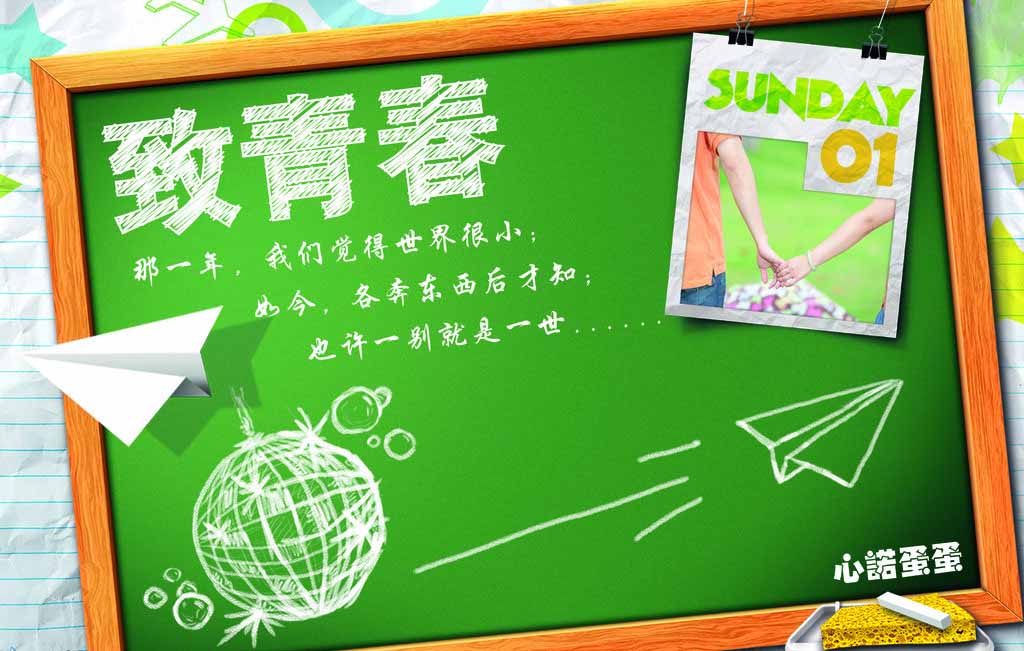 致青春
那一年，我们觉得世界很小；
如今，各奔东西后才知；
也许一别就是一世......
SUNDAY
01
心諾蛋蛋